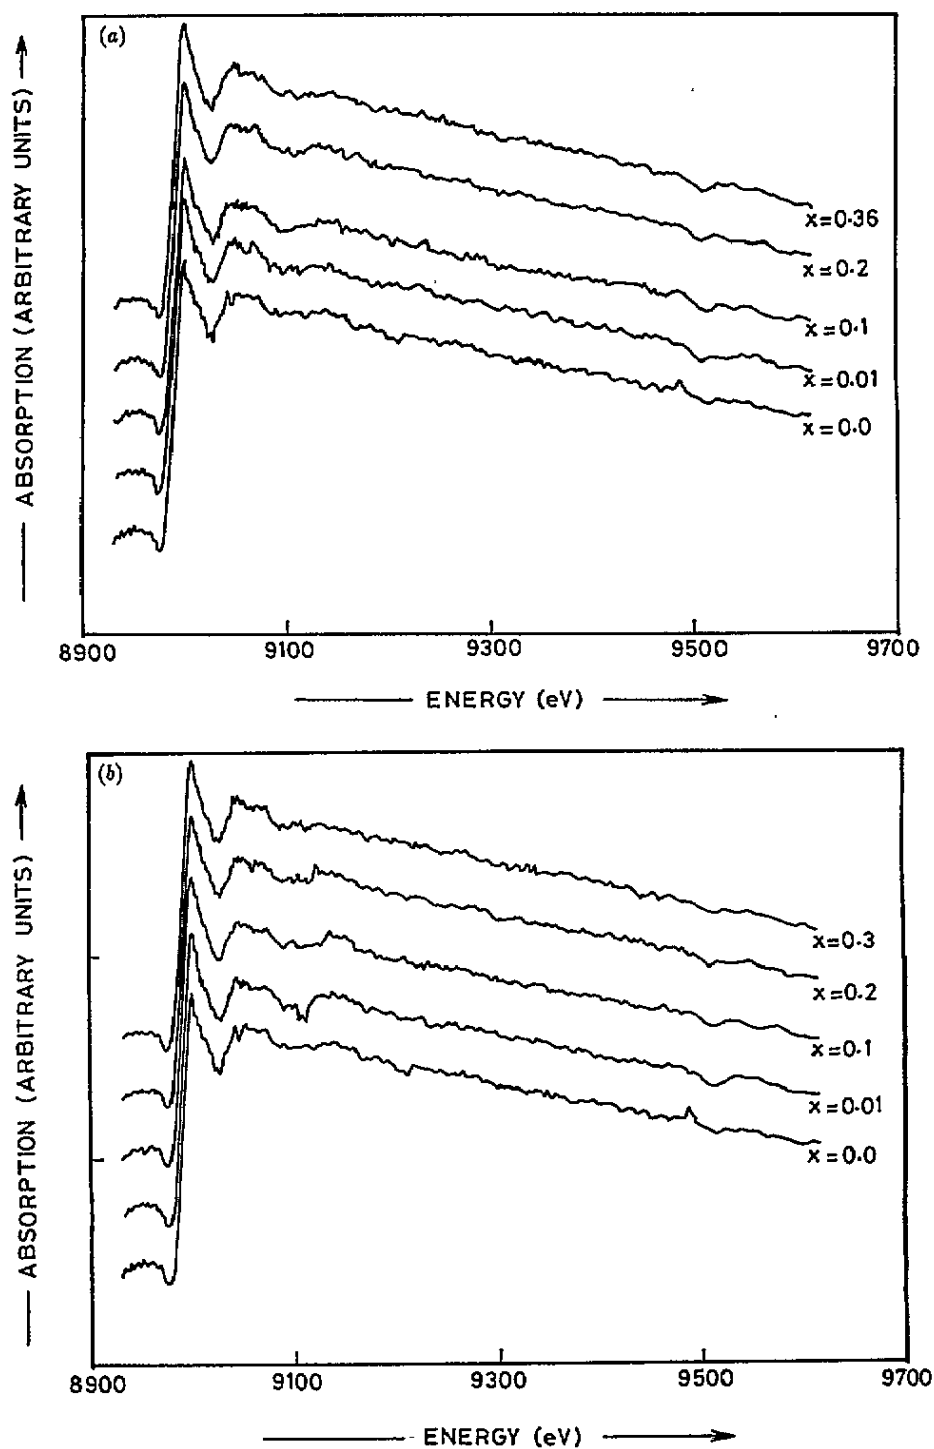 (a)
ABSORPTION (ARBITRARY UNITS)
x=0.36
x=0.2
x=0.1
x=0.01
x=0.0
8900 9100 9300 9500 9700
ENERGY (eV)
(b)
ABSORPTION (ARBITRARY UNITS)
x=0.3
x=0.2
x=0.1
x=0.01
x=0.0
8900 9100 9300 9500 9700
ENERGY (eV)